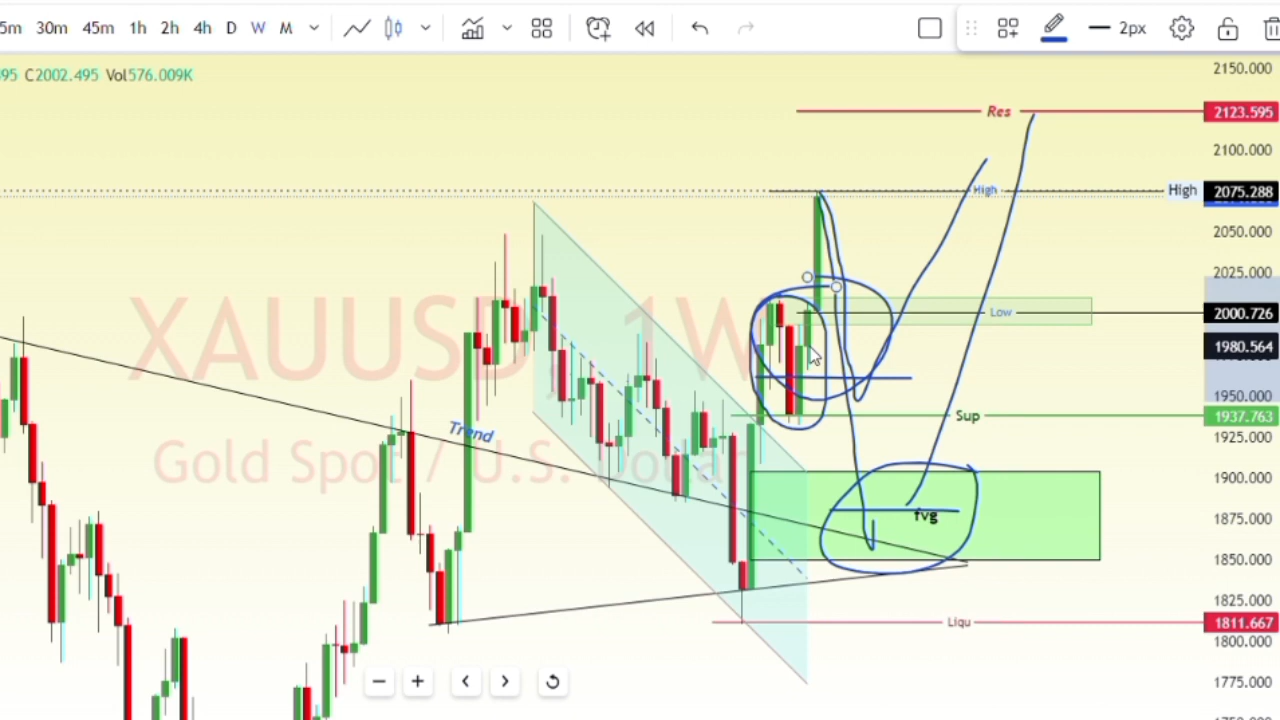 5m 30m 45m 1h 2h 4h D W M 2px
95 C2002.495 Vol576.009K
2150.000
Res 2123.595
2100.000
High High 2075.288
2050.000
2025.000
Low 2000.726
1980.564
XAUUSD, 1W
1950.000
Sup 1937.763
Trend 1925.000
Gold Spot / U.S. Dollar
1900.000
fvg 1875.000
1850.000
1825.000
Liqu 1811.667
1800.000
1775.000